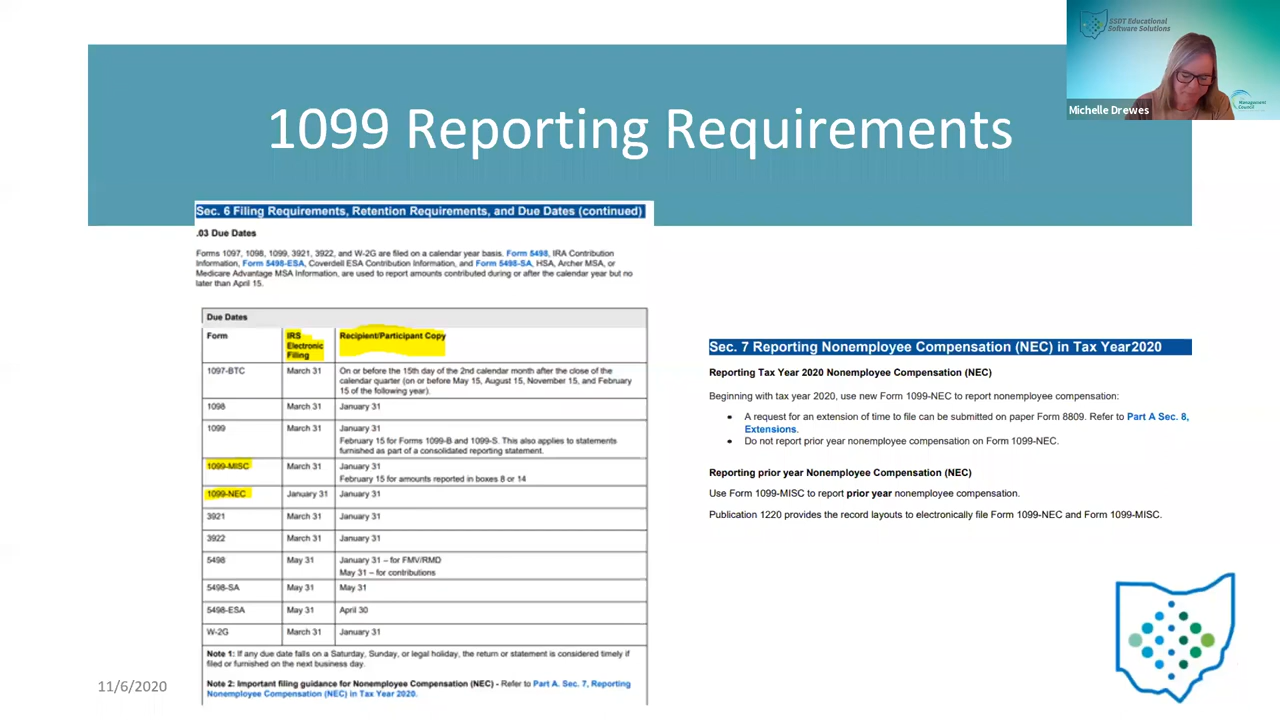 SSDT Educational
Software Solutions
Management
Council
Michelle Drewes
1099 Reporting Requirements
Sec. 6 Filing Requirements, Retention Requirements, and Due Dates (continued)
.03 Due Dates
Forms 1097, 1098, 1099, 3921, 3922, and W-2G are filed on a calendar year basis. Form 5498, IRA Contribution
Information, Form 5498-ESA, Coverdell ESA Contribution Information, and Form 5498-SA, HSA, Archer MSA, or
Medicare Advantage MSA Information, are used to report amounts contributed during or after the calendar year but no
later than April 15.
Due Dates
Form IRS Recipient/Participant Copy
Electronic
Filing
1097-BTC March 31 On or before the 15th day of the 2nd calendar month after the close of the
calendar quarter (on or before May 15, August 15, November 15, and February
15 of the following year).
1098 March 31 January 31
1099 March 31 January 31
February 15 for Forms 1099-B and 1099-S. This also applies to statements
furnished as part of a consolidated reporting statement.
1099-MISC March 31 January 31
February 15 for amounts reported in boxes 8 or 14
1099-NEC January 31 January 31
3921 March 31 January 31
3922 March 31 January 31
5498 May 31 January 31 – for FMV/RMD
May 31 – for contributions
5498-SA May 31 May 31
5498-ESA May 31 April 30
W-2G March 31 January 31
Note 1: If any due date falls on a Saturday, Sunday, or legal holiday, the return or statement is considered timely if
filed or furnished on the next business day.
Note 2: Important filing guidance for Nonemployee Compensation (NEC) - Refer to Part A. Sec. 7, Reporting
Nonemployee Compensation (NEC) in Tax Year 2020.
Sec. 7 Reporting Nonemployee Compensation (NEC) in Tax Year2020
Reporting Tax Year 2020 Nonemployee Compensation (NEC)
Beginning with tax year 2020, use new Form 1099-NEC to report nonemployee compensation:
• A request for an extension of time to file can be submitted on paper Form 8809. Refer to Part A Sec. 8,
Extensions.
• Do not report prior year nonemployee compensation on Form 1099-NEC.
Reporting prior year Nonemployee Compensation (NEC)
Use Form 1099-MISC to report prior year nonemployee compensation.
Publication 1220 provides the record layouts to electronically file Form 1099-NEC and Form 1099-MISC.
11/6/2020